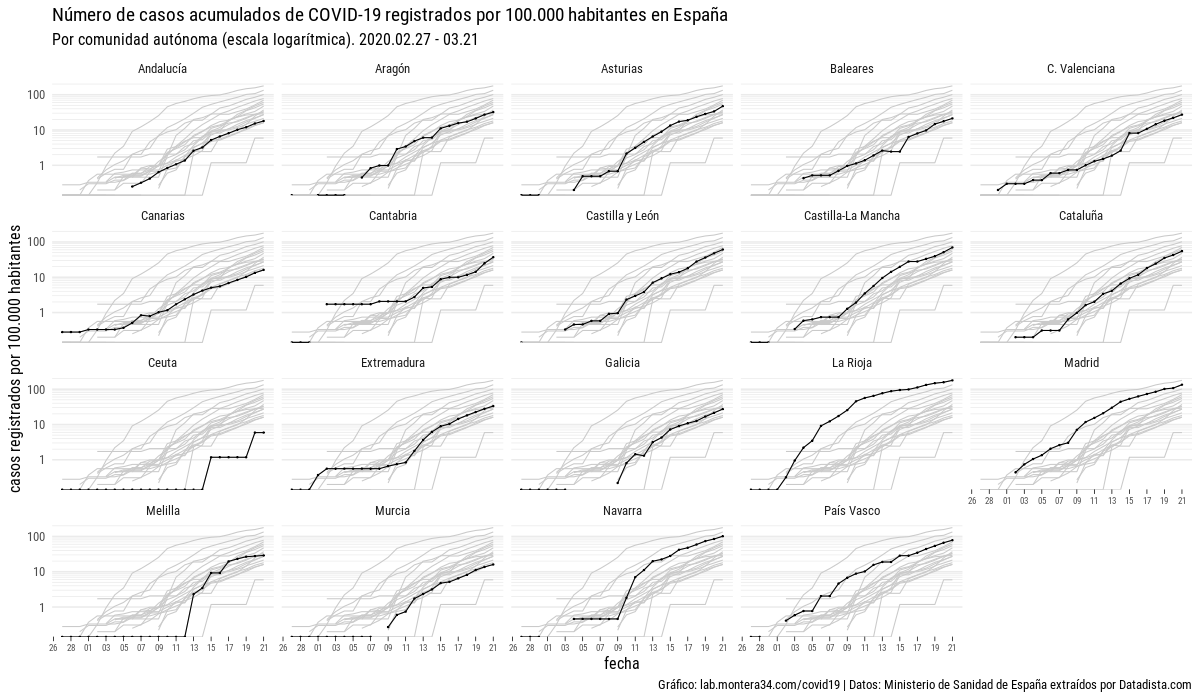 Número de casos acumulados de COVID-19 registrados por 100.000 habitantes en España
Por comunidad autónoma (escala logarítmica). 2020.02.27 - 03.21
Andalucía Aragón Asturias Baleares C. Valenciana
100
10
1
Canarias Cantabria Castilla y León Castilla-La Mancha Cataluña
100
10
1
casos registrados por 100.000 habitantes
Ceuta Extremadura Galicia La Rioja Madrid
100
10
1
26 28 01 03 05 07 09 11 13 15 17 19 21
Melilla Murcia Navarra País Vasco
100
10
1
26 28 01 03 05 07 09 11 13 15 17 19 21 26 28 01 03 05 07 09 11 13 15 17 19 21 26 28 01 03 05 07 09 11 13 15 17 19 21 26 28 01 03 05 07 09 11 13 15 17 19 21
fecha
Gráfico: lab.montera34.com/covid19 | Datos: Ministerio de Sanidad de España extraídos por Datadista.com